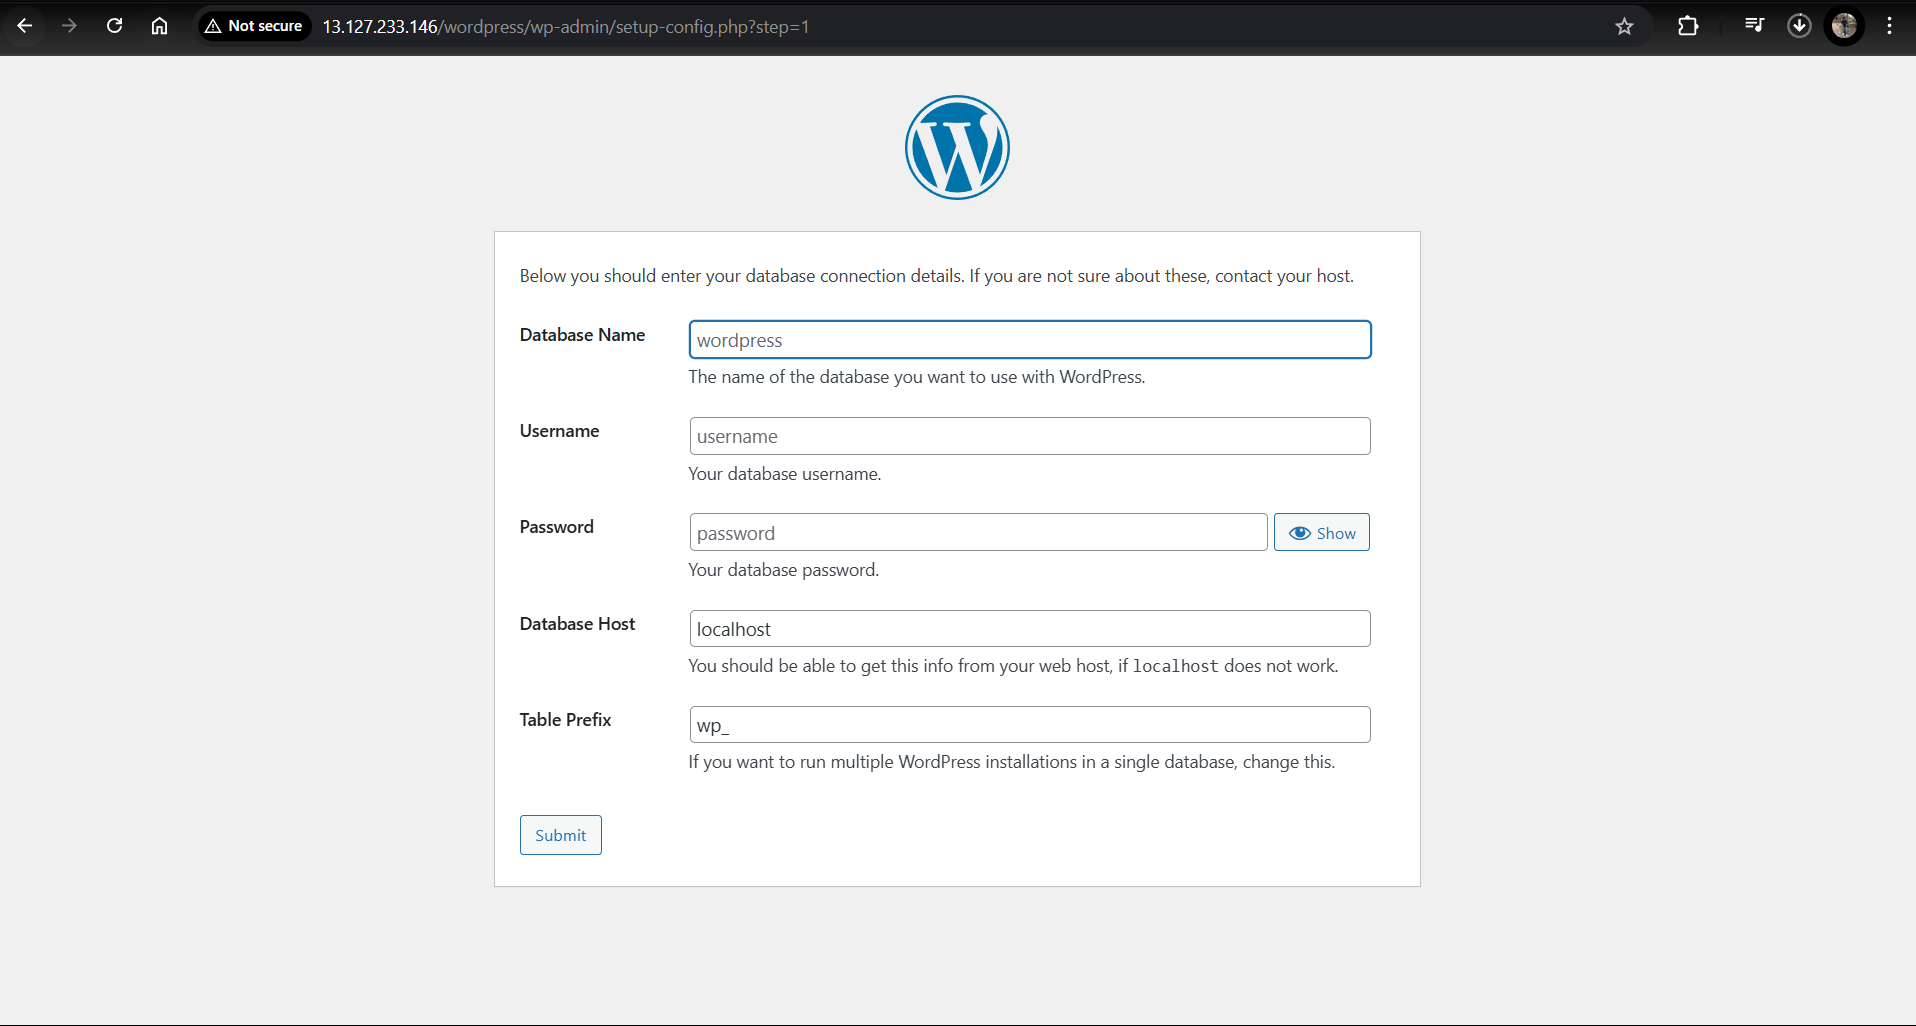 Not secure 13.127.233.146/wordpress/wp-admin/setup-config.php?step=1
Below you should enter your database connection details. If you are not sure about these, contact your host.
Database Name
wordpress
The name of the database you want to use with WordPress.
Username
username
Your database username.
Password
password
Show
Your database password.
Database Host
localhost
You should be able to get this info from your web host, if localhost does not work.
Table Prefix
wp_
If you want to run multiple WordPress installations in a single database, change this.
Submit